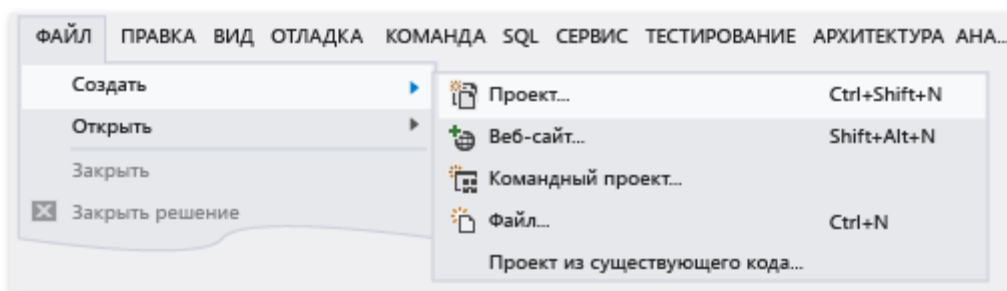 ФАЙЛ ПРАВКА ВИД ОТЛАДКА КОМАНДА SQL СЕРВИС ТЕСТИРОВАНИЕ АРХИТЕКТУРА АНА...
Создать
Открыть
Закрыть
Закрыть решение
Проект... Ctrl+Shift+N
Веб-сайт... Shift+Alt+N
Командный проект...
Файл... Ctrl+N
Проект из существующего кода...